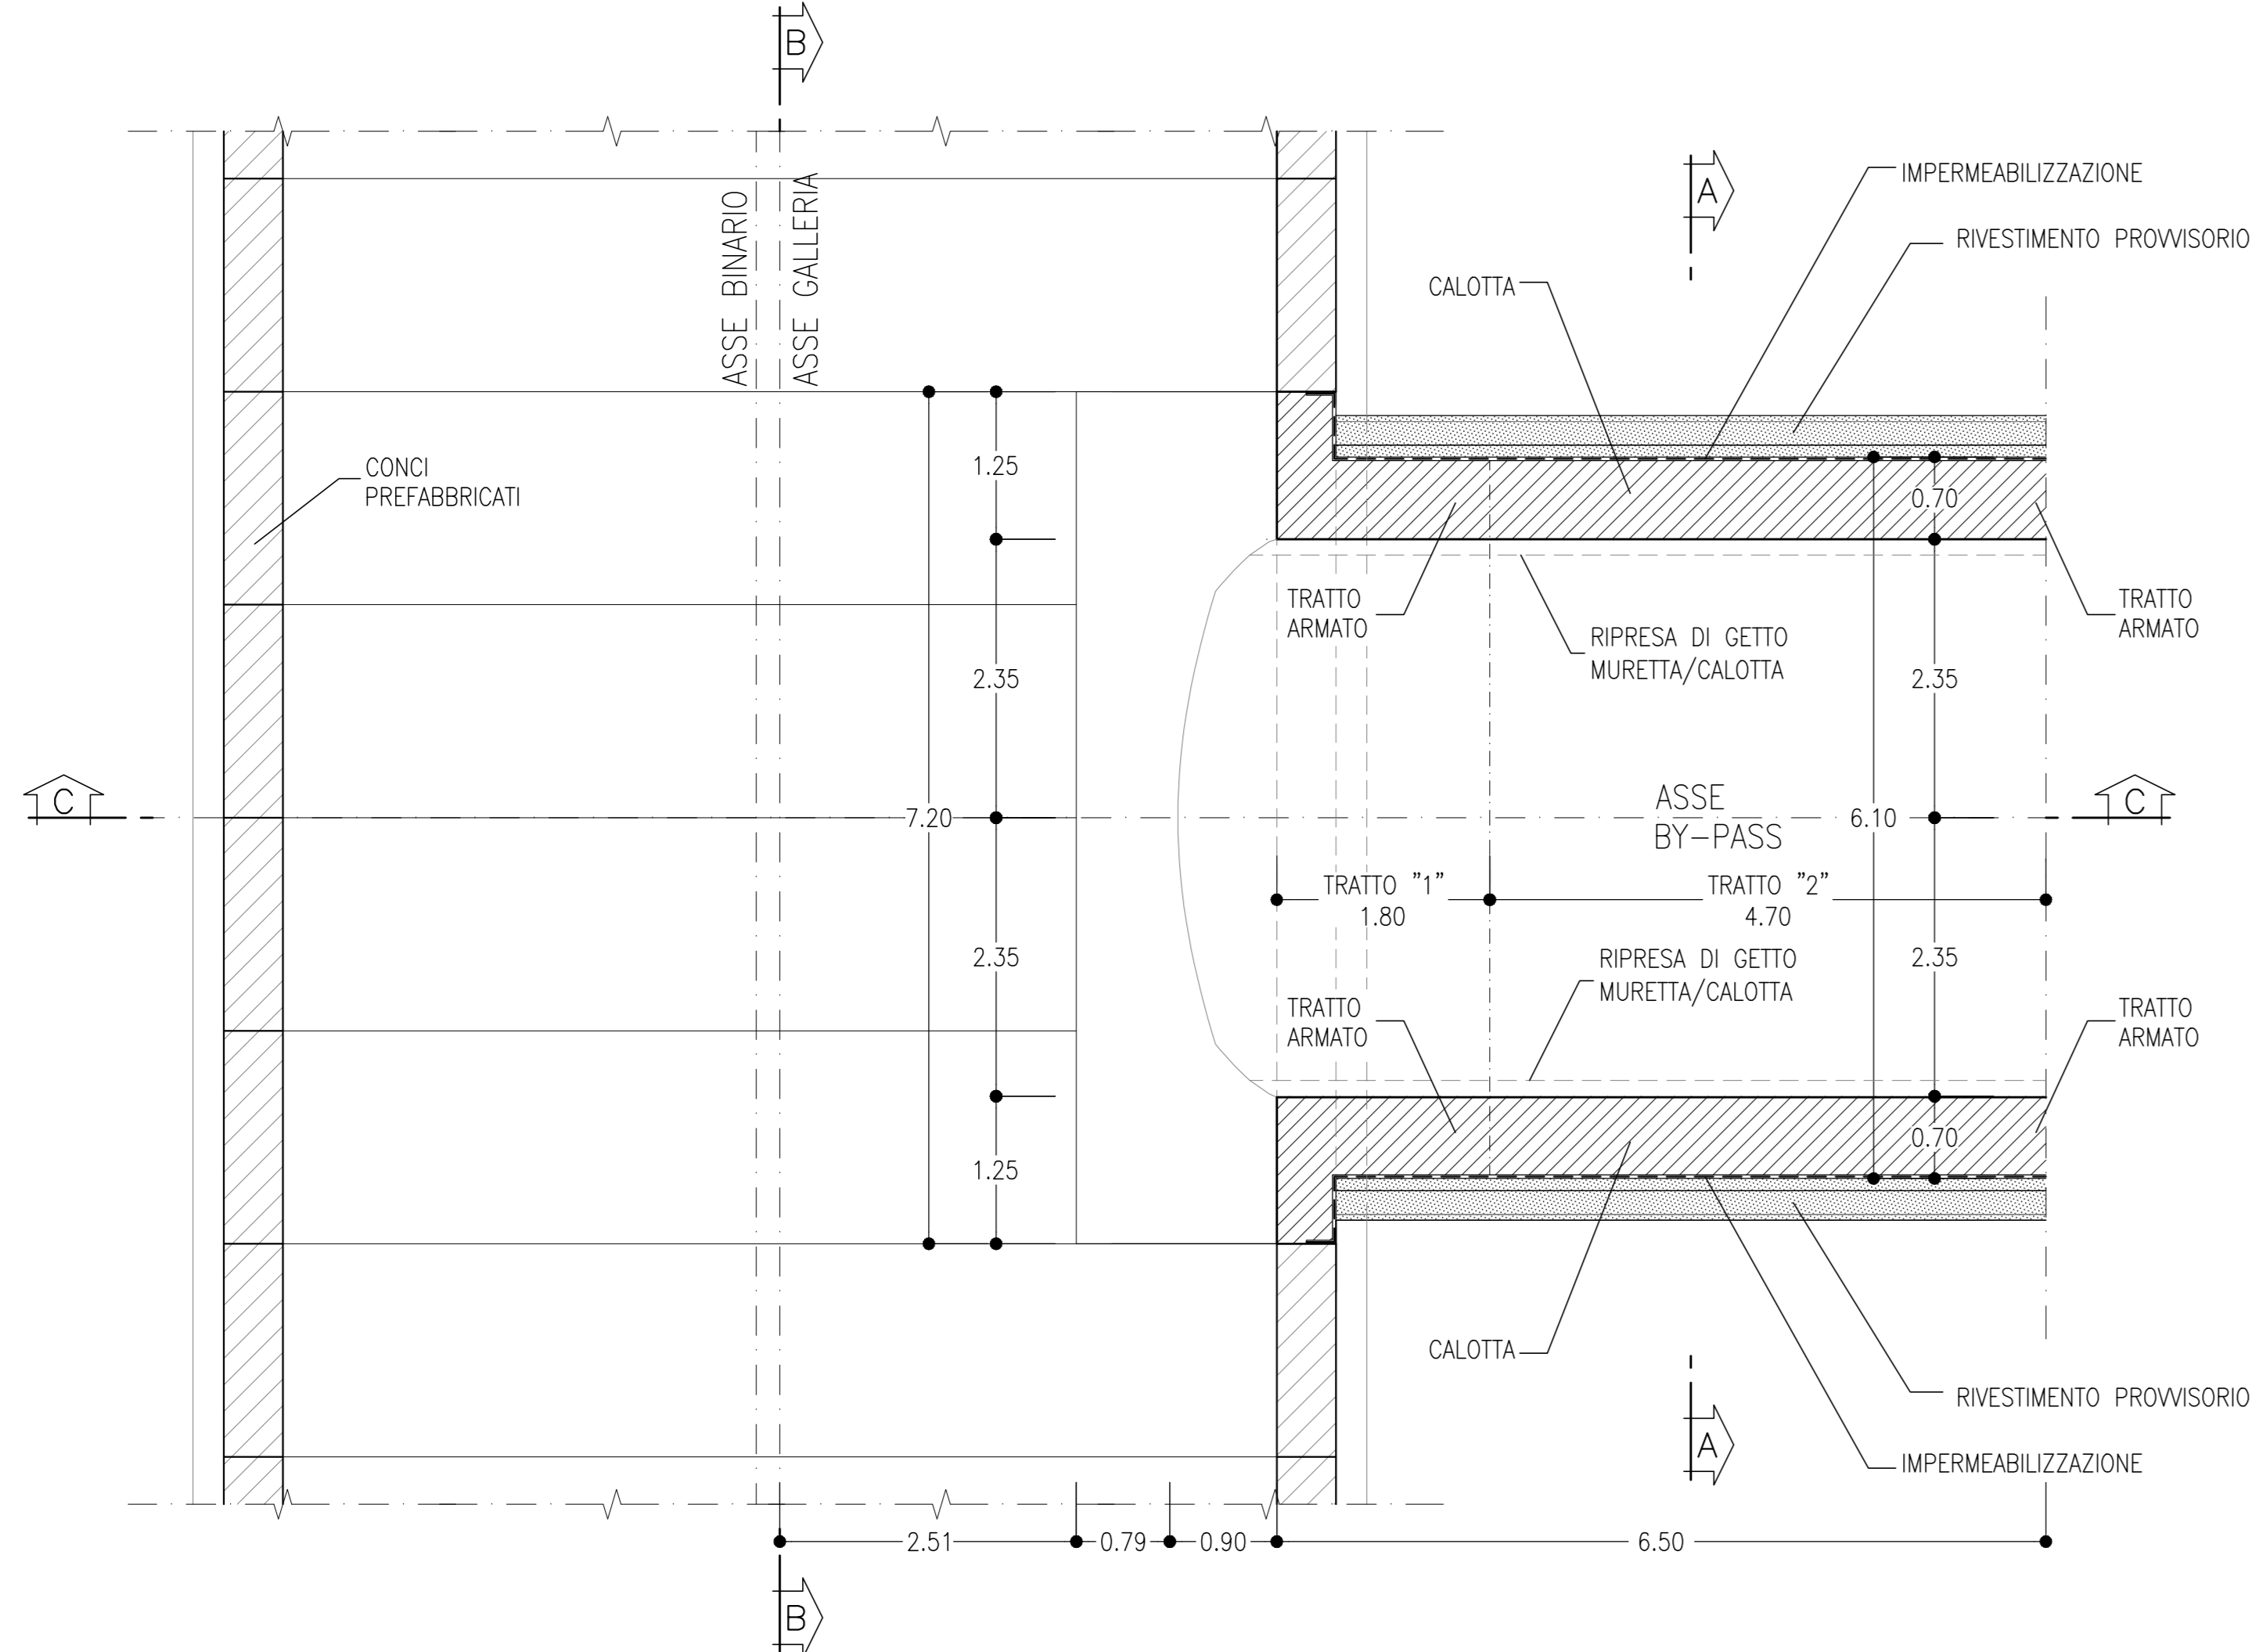 B
A
IMPERMEABILIZZAZIONE
RIVESTIMENTO PROVVISORIO
CALOTTA
ASSE BINARIO
ASSE GALLERIA
CONCI
PREFABBRICATI
1.25
0.70
TRATTO
ARMATO
TRATTO
ARMATO
RIPRESA DI GETTO
MURETTA/CALOTTA
2.35
2.35
C
C
ASSE
BY-PASS
7.20
6.10
TRATTO "1"
1.80
TRATTO "2"
4.70
2.35
2.35
RIPRESA DI GETTO
MURETTA/CALOTTA
TRATTO
ARMATO
TRATTO
ARMATO
1.25
0.70
CALOTTA
RIVESTIMENTO PROVVISORIO
A
IMPERMEABILIZZAZIONE
2.51
0.79
0.90
6.50
B